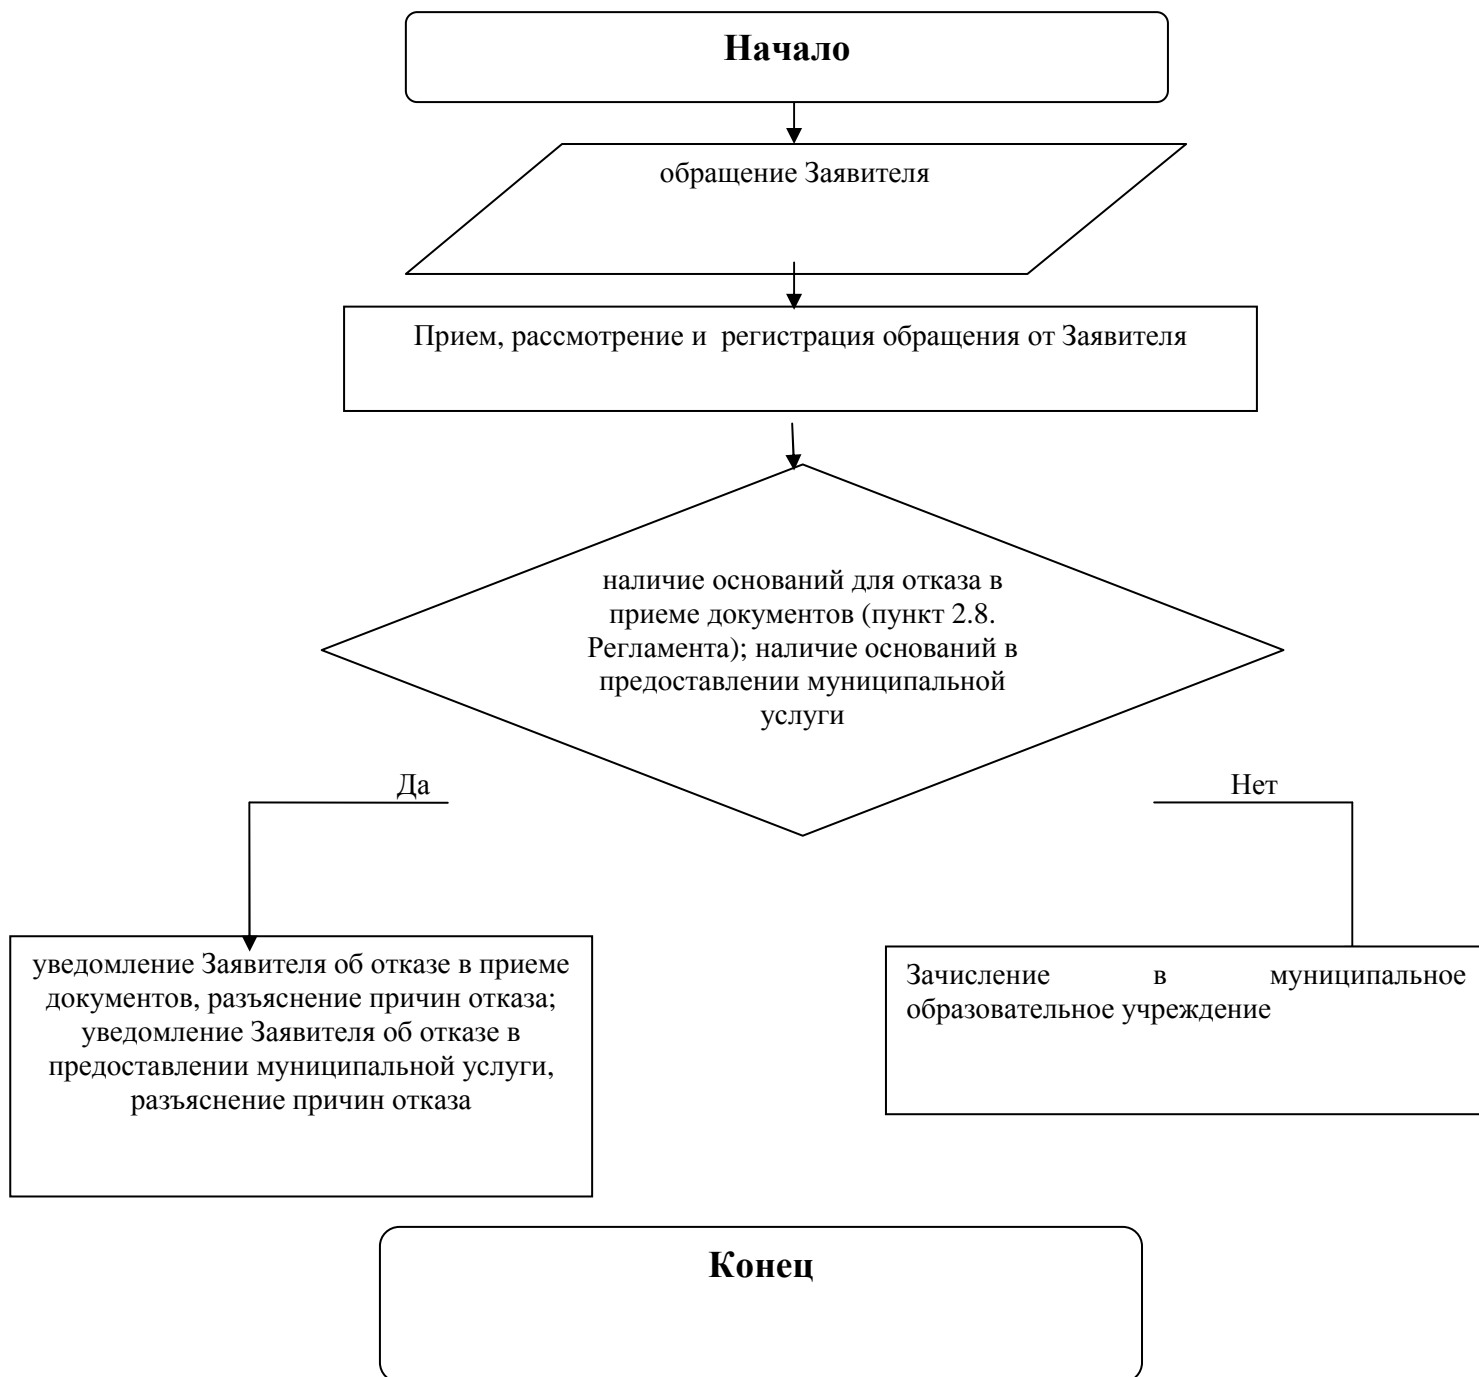 Начало
обращение Заявителя
Прием, рассмотрение и  регистрация обращения от Заявителя
наличие оснований для отказа в
приеме документов (пункт 2.8.
Регламента); наличие оснований в
предоставлении муниципальной
услуги
Да
Нет
уведомление Заявителя об отказе в приеме
документов, разъяснение причин отказа;
уведомление Заявителя об отказе в
предоставлении муниципальной услуги,
разъяснение причин отказа
Зачисление в муниципальное
образовательное учреждение
Конец